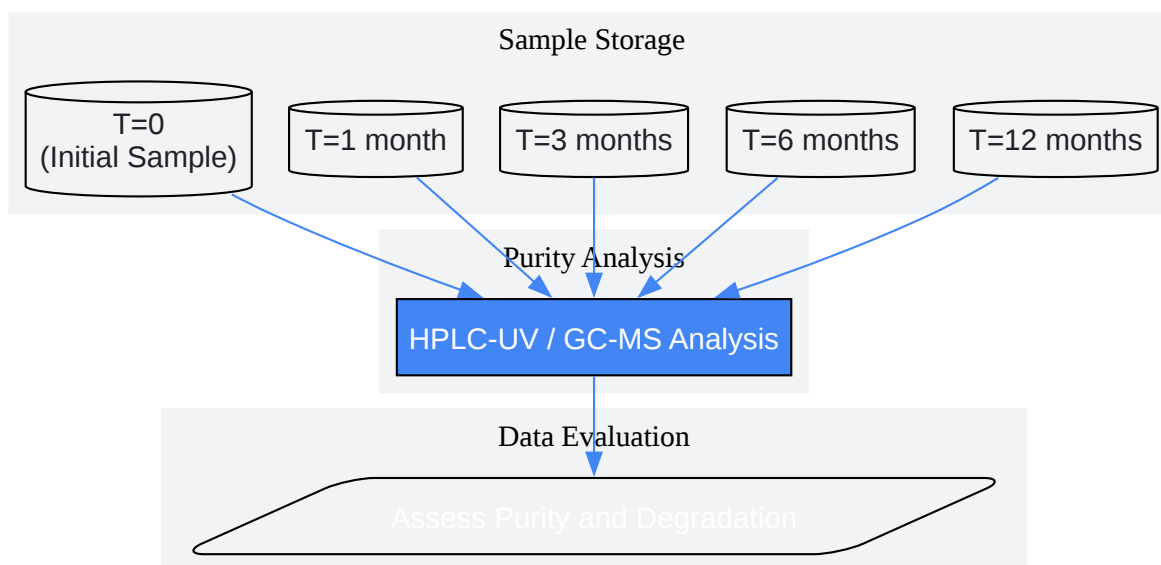 Sample Storage
T=0
(Initial Sample)
T=1 month
T=3 months
T=6 months
T=12 months
Purity Analysis
HPLC-UV / GC-MS Analysis
Data Evaluation
Assess Purity and Degradation